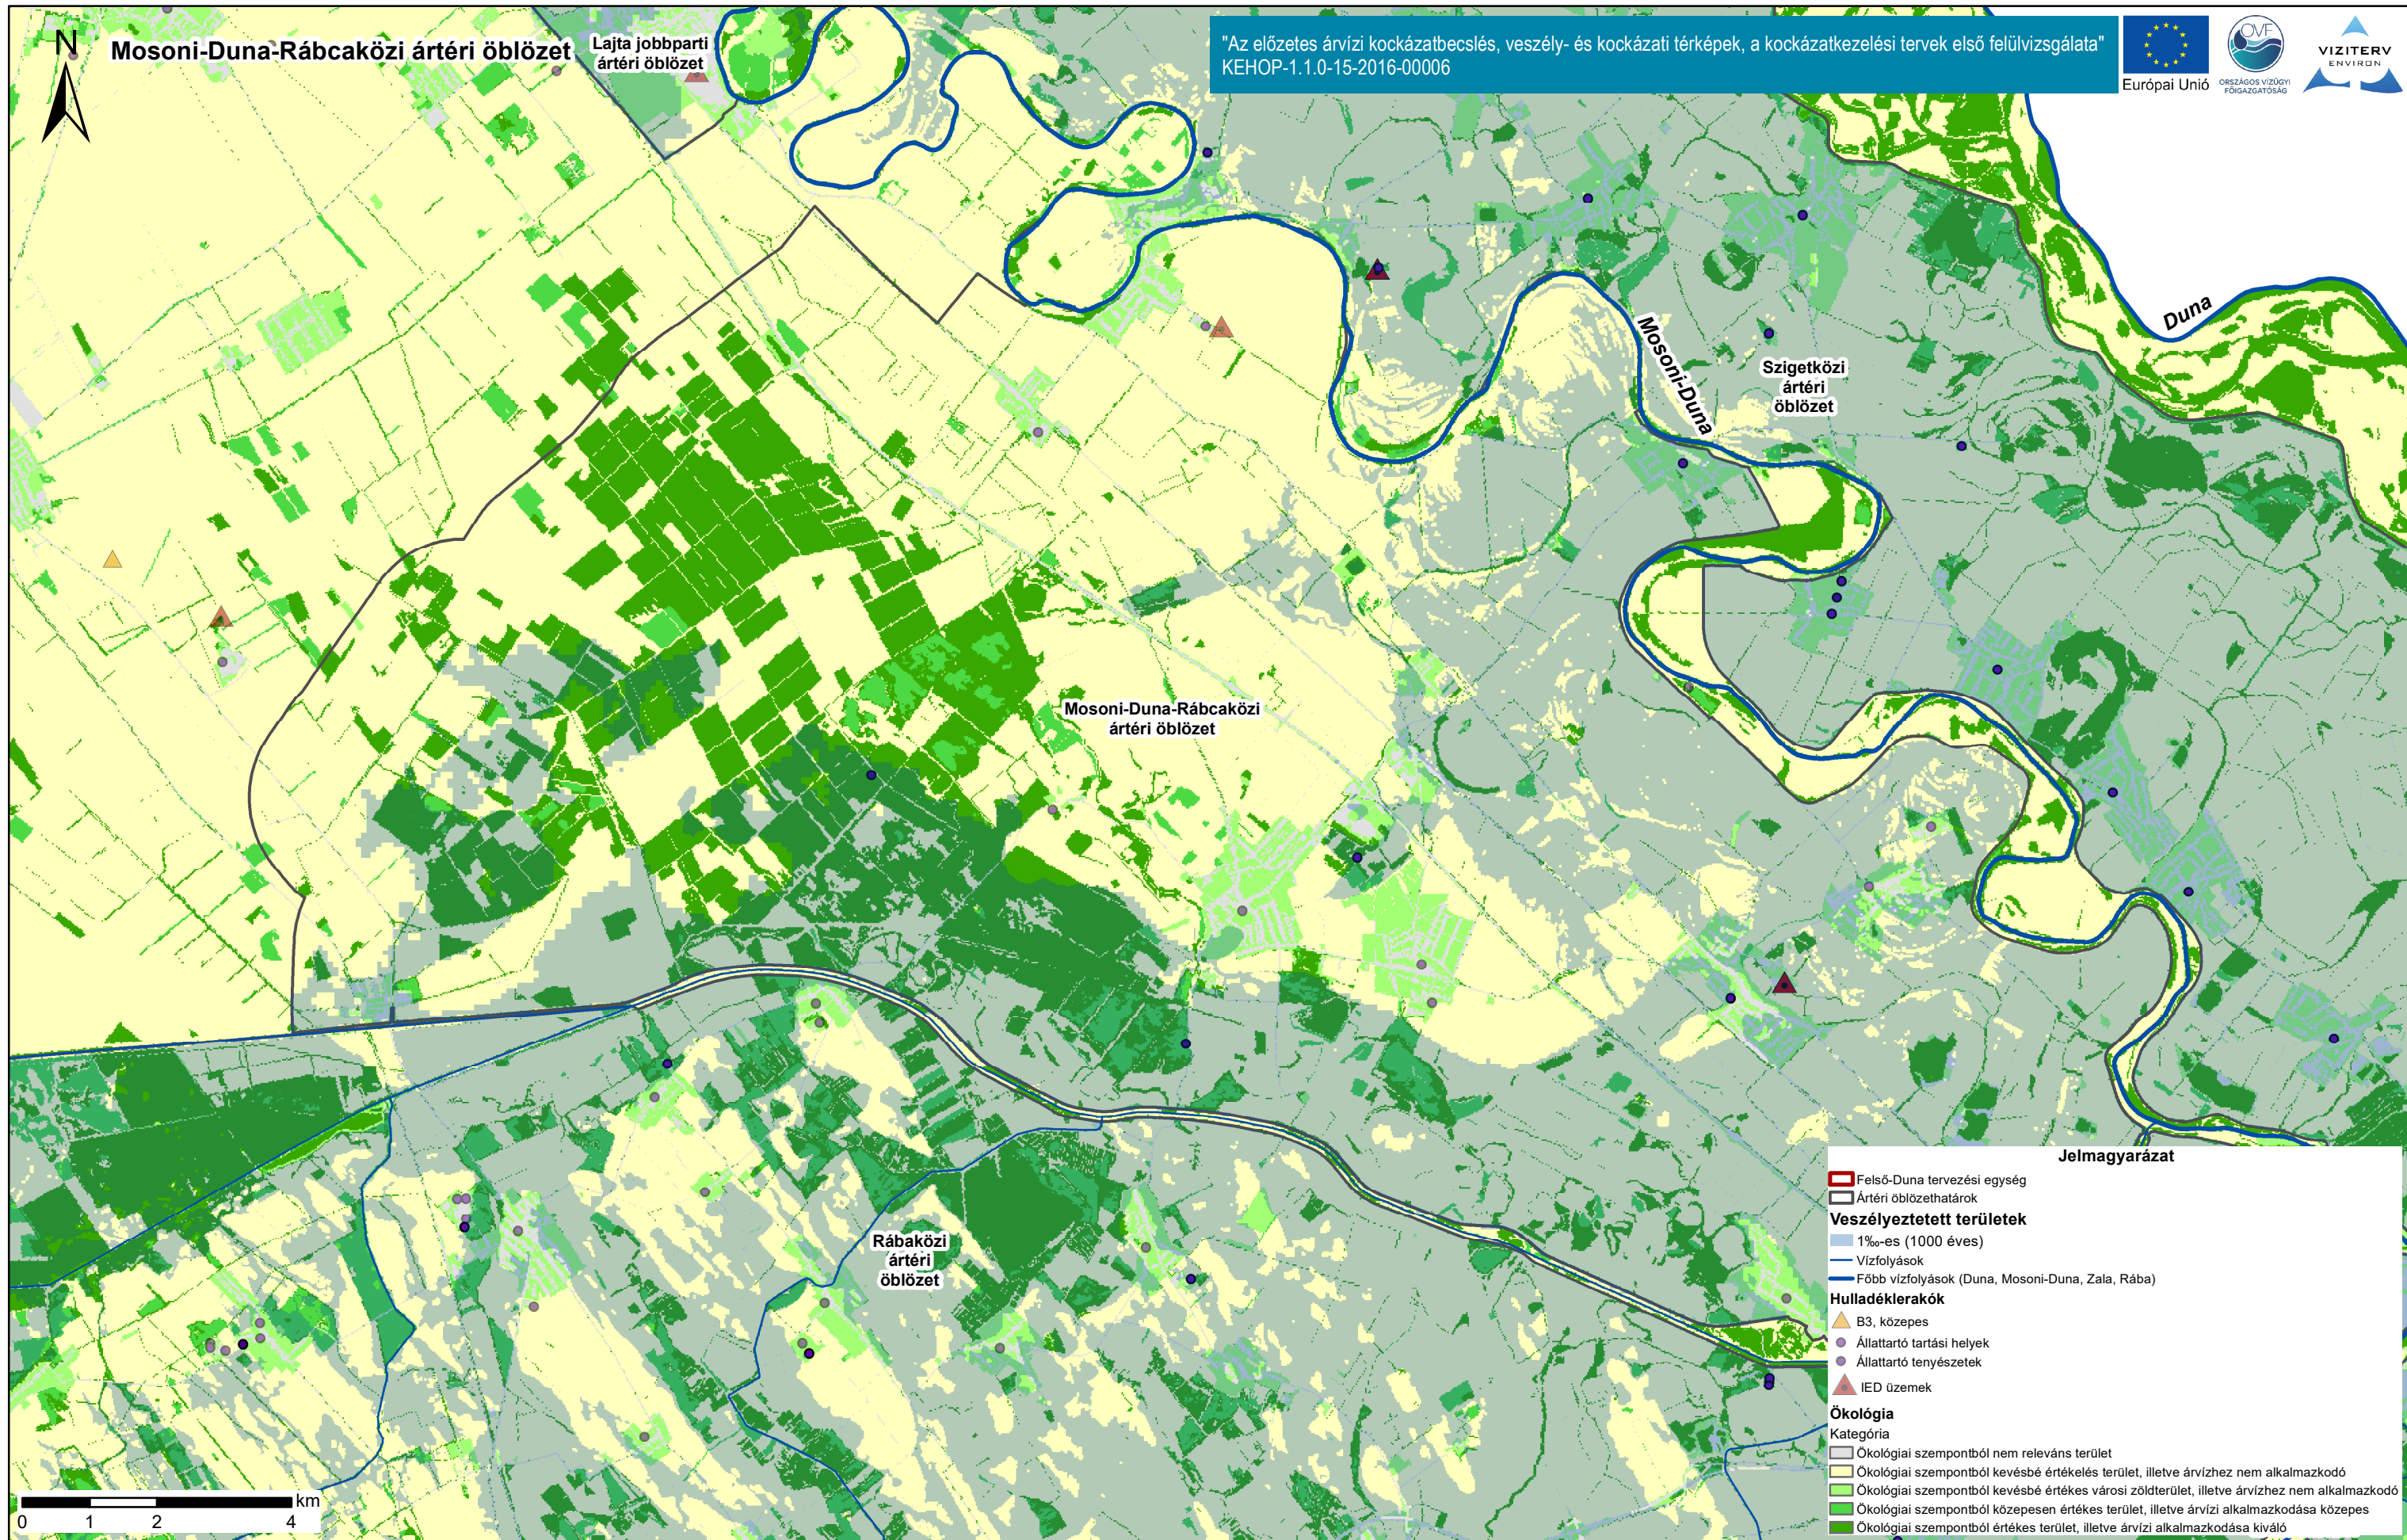 N
Mosoni-Duna-Rábcaközi ártéri öblözet
Lajta jobbparti
ártéri öblözet
"Az előzetes árvízi kockázatbecslés, veszély- és kockázati térképek, a kockázatkezelési tervek első felülvizsgálata"
KEHOP-1.1.0-15-2016-00006
Európai Unió
OVF
ORSZÁGOS VÍZÜGYI
FŐIGAZGATÓSÁG
VIZITERV
ENVIRON
Duna
Mosoni-Duna
Szigetközi
ártéri
öblözet
Mosoni-Duna-Rábcaközi
ártéri öblözet
Rábaközi
ártéri
öblözet
Jelmagyarázat
Felső-Duna tervezési egység
Ártéri öblözethatárok
Veszélyeztetett területek
1‰-es (1000 éves)
Vízfolyások
Főbb vízfolyások (Duna, Mosoni-Duna, Zala, Rába)
Hulladéklerakók
B3, közepes
Állattartó tartási helyek
Állattartó tenyészetek
IED üzemek
Ökológia
Kategória
Ökológiai szempontból nem releváns terület
Ökológiai szempontból kevésbé értékelés terület, illetve árvízhez nem alkalmazkodó
Ökológiai szempontból kevésbé értékes városi zöldterület, illetve árvízhez nem alkalmazkodó
Ökológiai szempontból közepesen értékes terület, illetve árvízi alkalmazkodása közepes
Ökológiai szempontból értékes terület, illetve árvízi alkalmazkodása kiváló
km
0 1 2 4